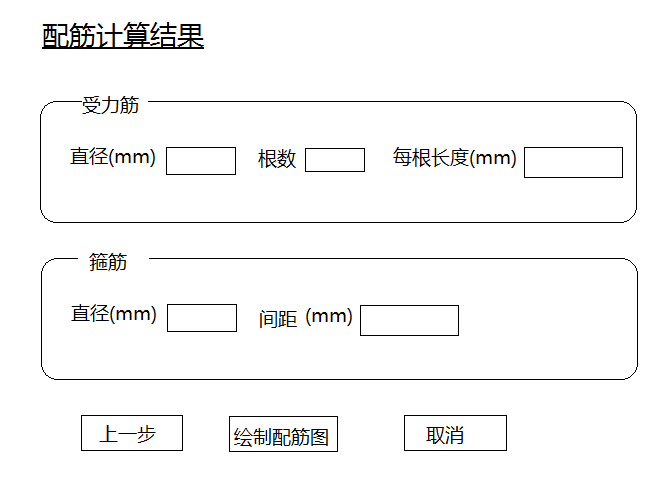 配筋计算结果
受力筋
直径(mm) 根数 每根长度(mm)
箍筋
直径(mm) 间距 (mm)
上一步 绘制配筋图 取消